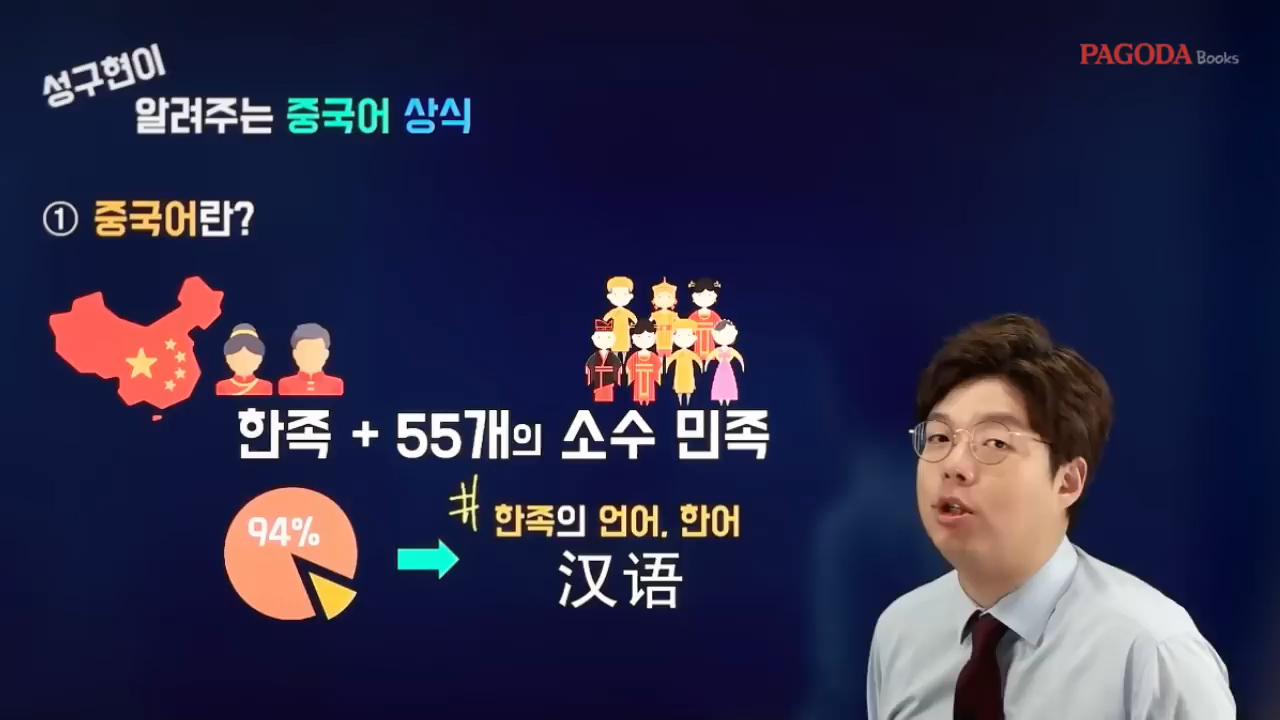 성구현이
알려주는 중국어 상식
PAGODA Books
① 중국어란?
한족 + 55개의 소수 민족
94%
# 한족의 언어, 한어
汉语